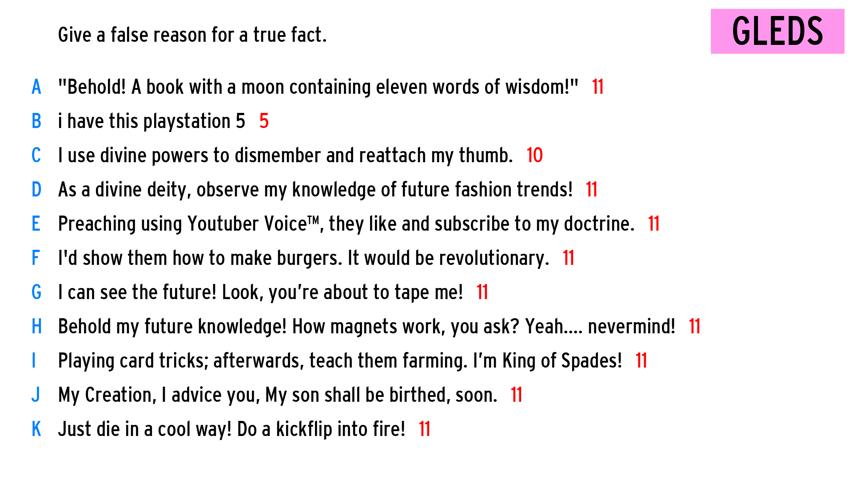 Give a false reason for a true fact.
GLEDS
A "Behold! A book with a moon containing eleven words of wisdom!" 11
B i have this playstation 5 5
C I use divine powers to dismember and reattach my thumb. 10
D As a divine deity, observe my knowledge of future fashion trends! 11
E Preaching using Youtuber Voice™, they like and subscribe to my doctrine. 11
F I'd show them how to make burgers. It would be revolutionary. 11
G I can see the future! Look, you're about to tape me! 11
H Behold my future knowledge! How magnets work, you ask? Yeah.... nevermind! 11
I Playing card tricks; afterwards, teach them farming. I'm King of Spades! 11
J My Creation, I advice you, My son shall be birthed, soon. 11
K Just die in a cool way! Do a kickflip into fire! 11